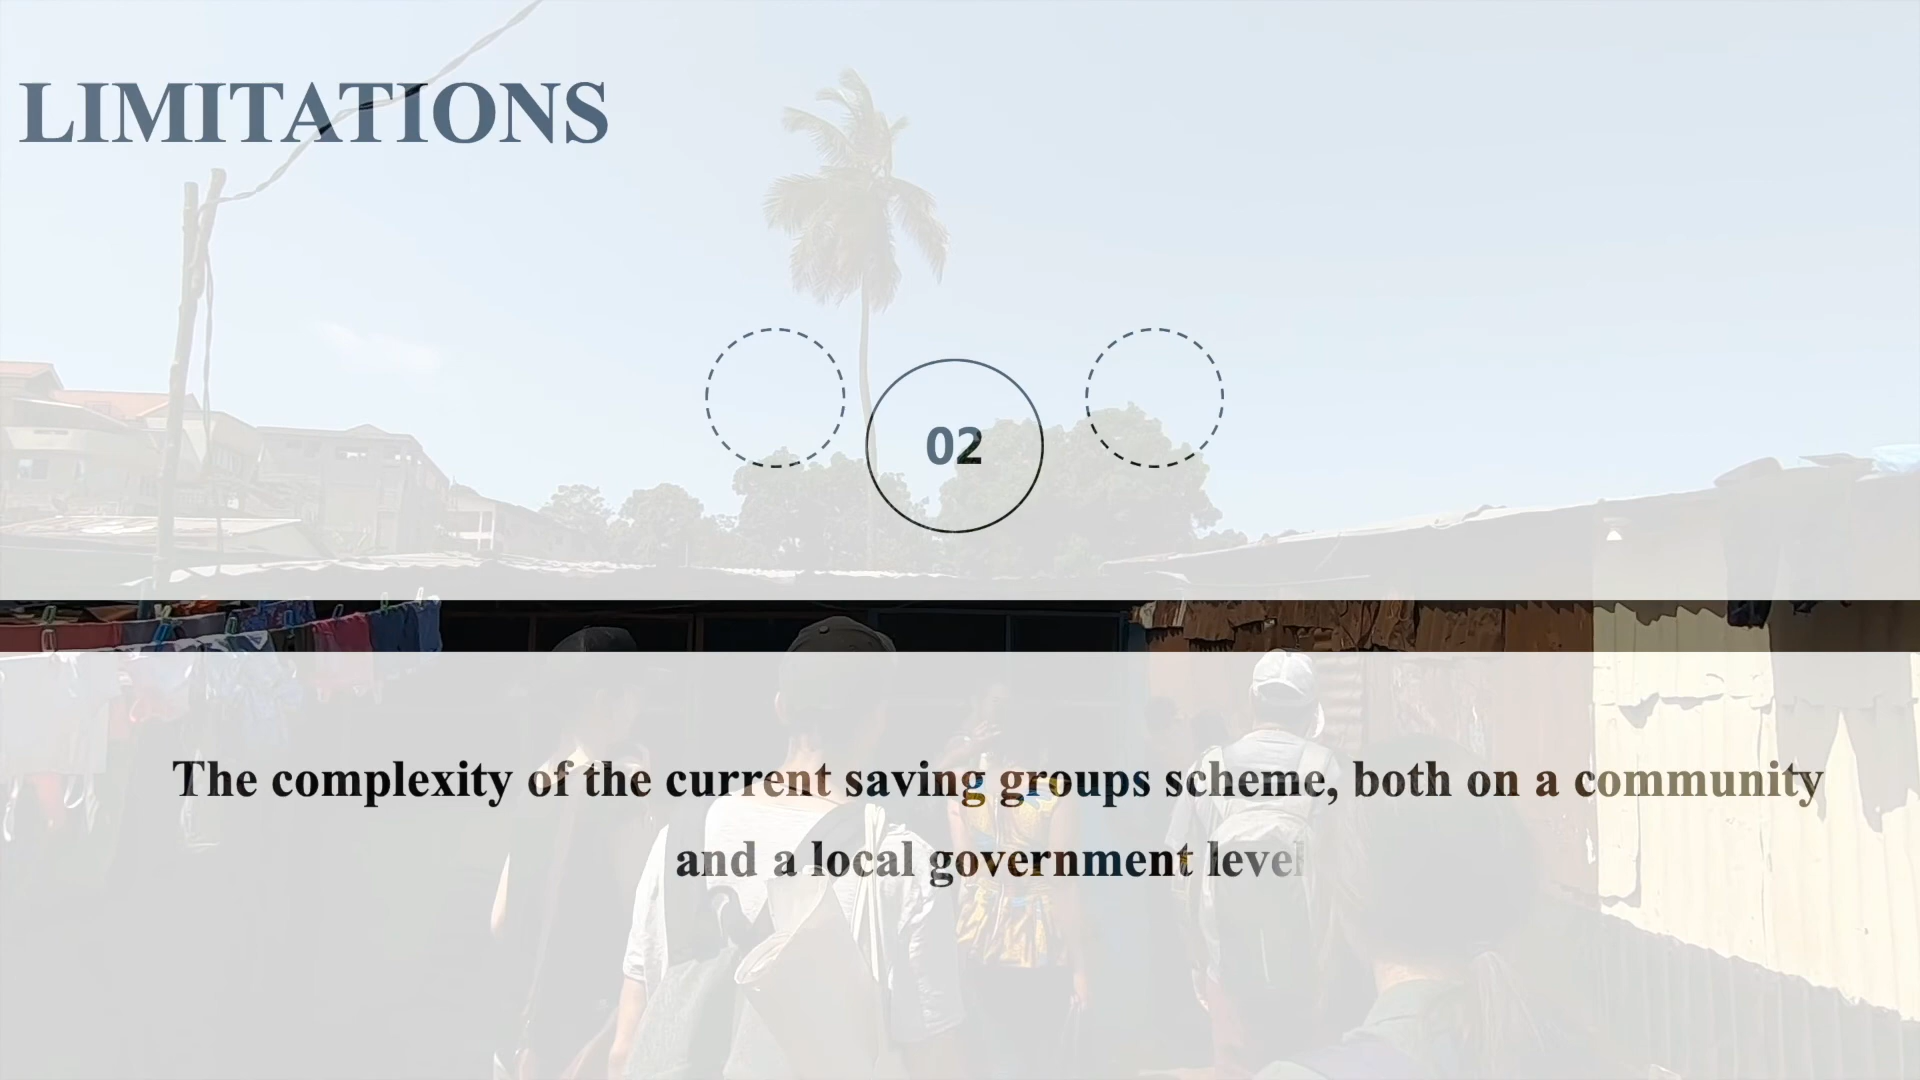 LIMITATIONS
02
The complexity of the current saving groups scheme, both on a community
and a local government level